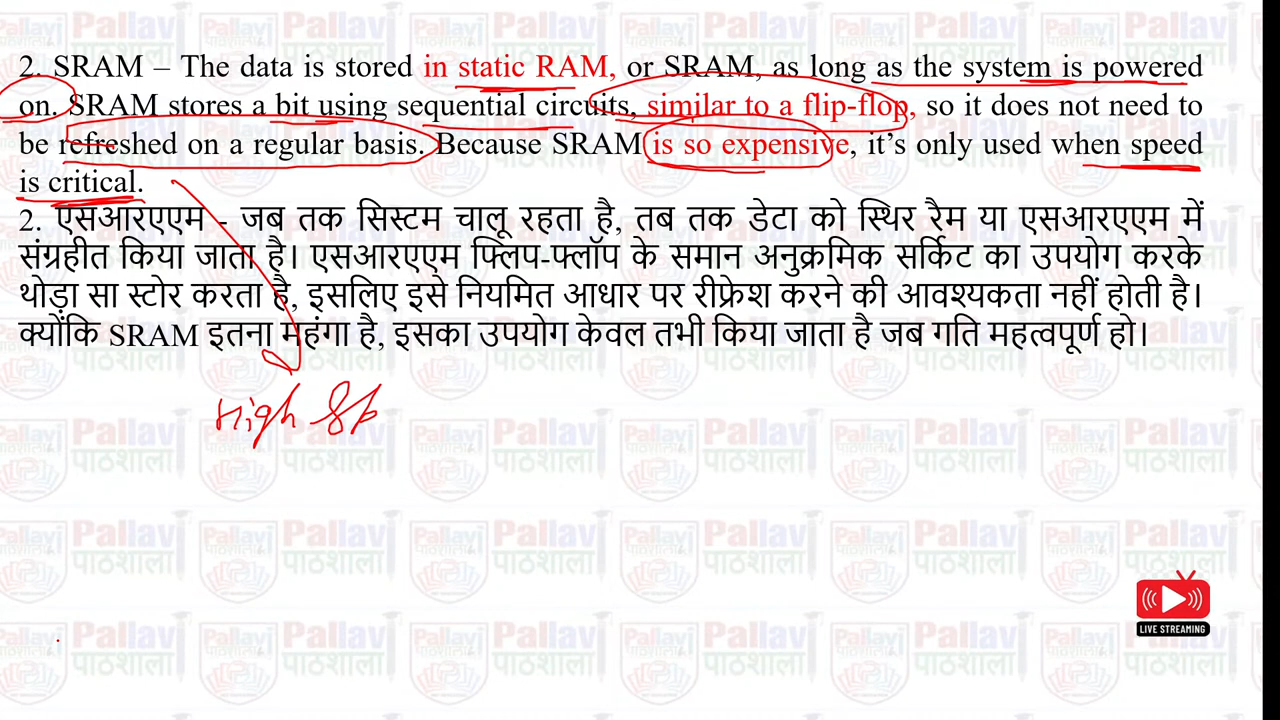 2. SRAM – The data is stored in static RAM, or SRAM, as long as the system is powered
on. SRAM stores a bit using sequential circuits, similar to a flip-flop, so it does not need to
be refreshed on a regular basis. Because SRAM is so expensive, it’s only used when speed
is critical.
2. एसआरएएम - जब तक सिस्टम चालू रहता है, तब तक डेटा को स्थिर रैम या एसआरएएम में
संग्रहीत किया जाता है। एसआरएएम फ्लिप-फ्लॉप के समान अनुक्रमिक सर्किट का उपयोग करके
थोड़ा सा स्टोर करता है, इसलिए इसे नियमित आधार पर रीफ्रेश करने की आवश्यकता नहीं होती है।
क्योंकि SRAM इतना महंगा है, इसका उपयोग केवल तभी किया जाता है जब गति महत्वपूर्ण हो।
High Sp
LIVE STREAMING